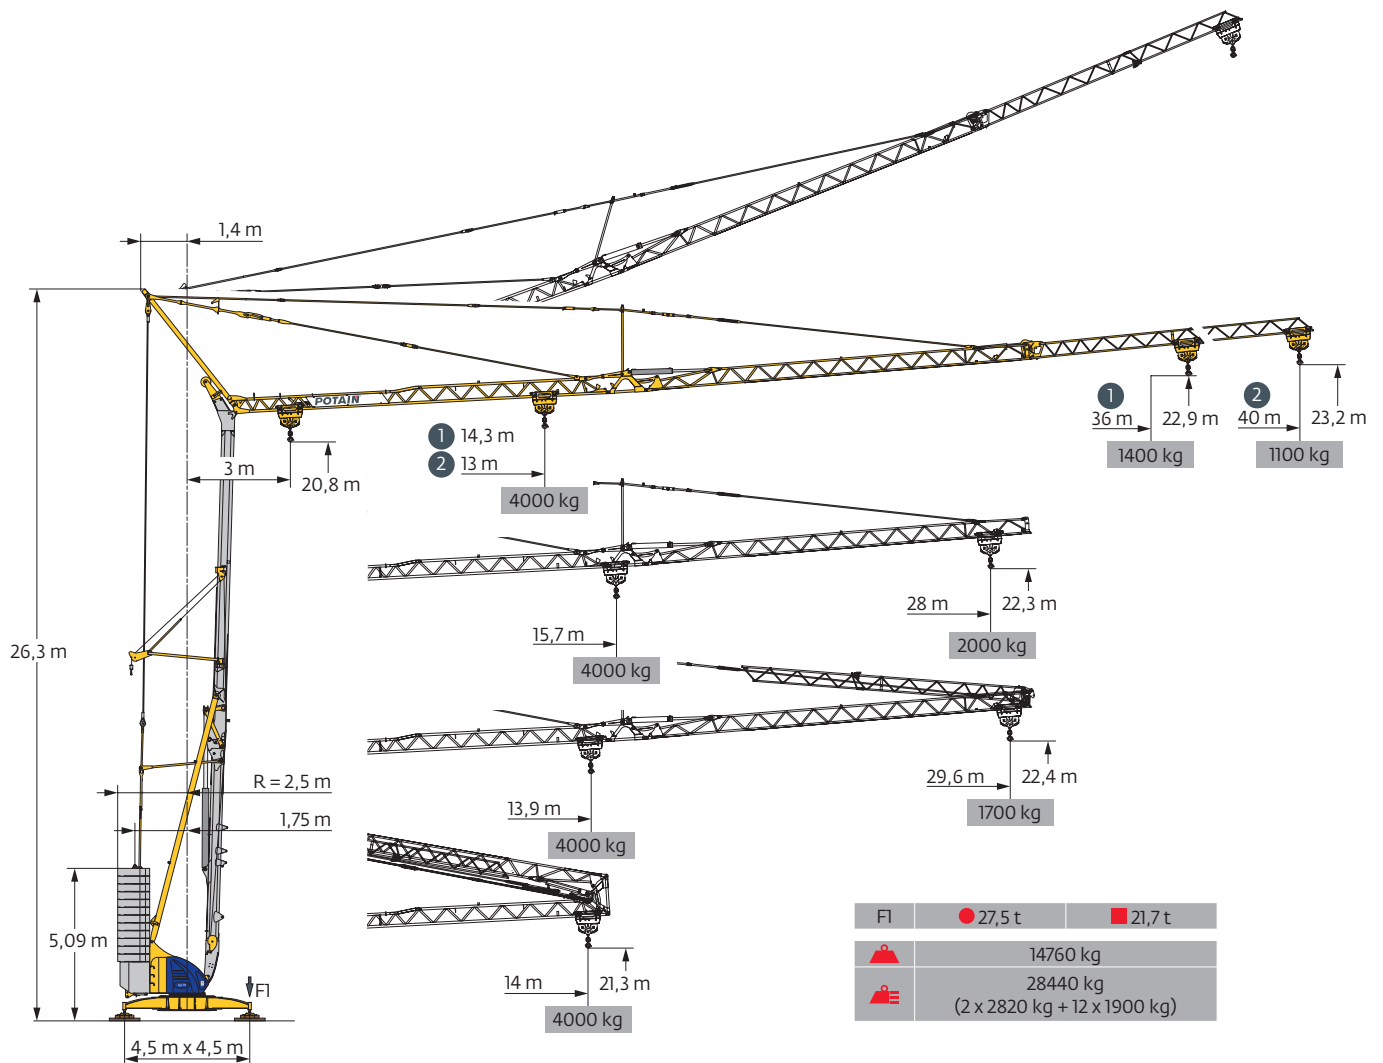 1,4 m
POTAIN
1
36 m
22,9 m
2
40 m
23,2 m
1400 kg
1100 kg
1 14,3 m
2 13 m
3 m
20,8 m
4000 kg
28 m
22,3 m
15,7 m
2000 kg
4000 kg
26,3 m
R = 2,5 m
29,6 m
22,4 m
1,75 m
13,9 m
1700 kg
4000 kg
5,09 m
14 m
21,3 m
4000 kg
F1
4,5 m x 4,5 m
F1 27,5 t 21,7 t
14760 kg
28440 kg
(2 x 2820 kg + 12 x 1900 kg)